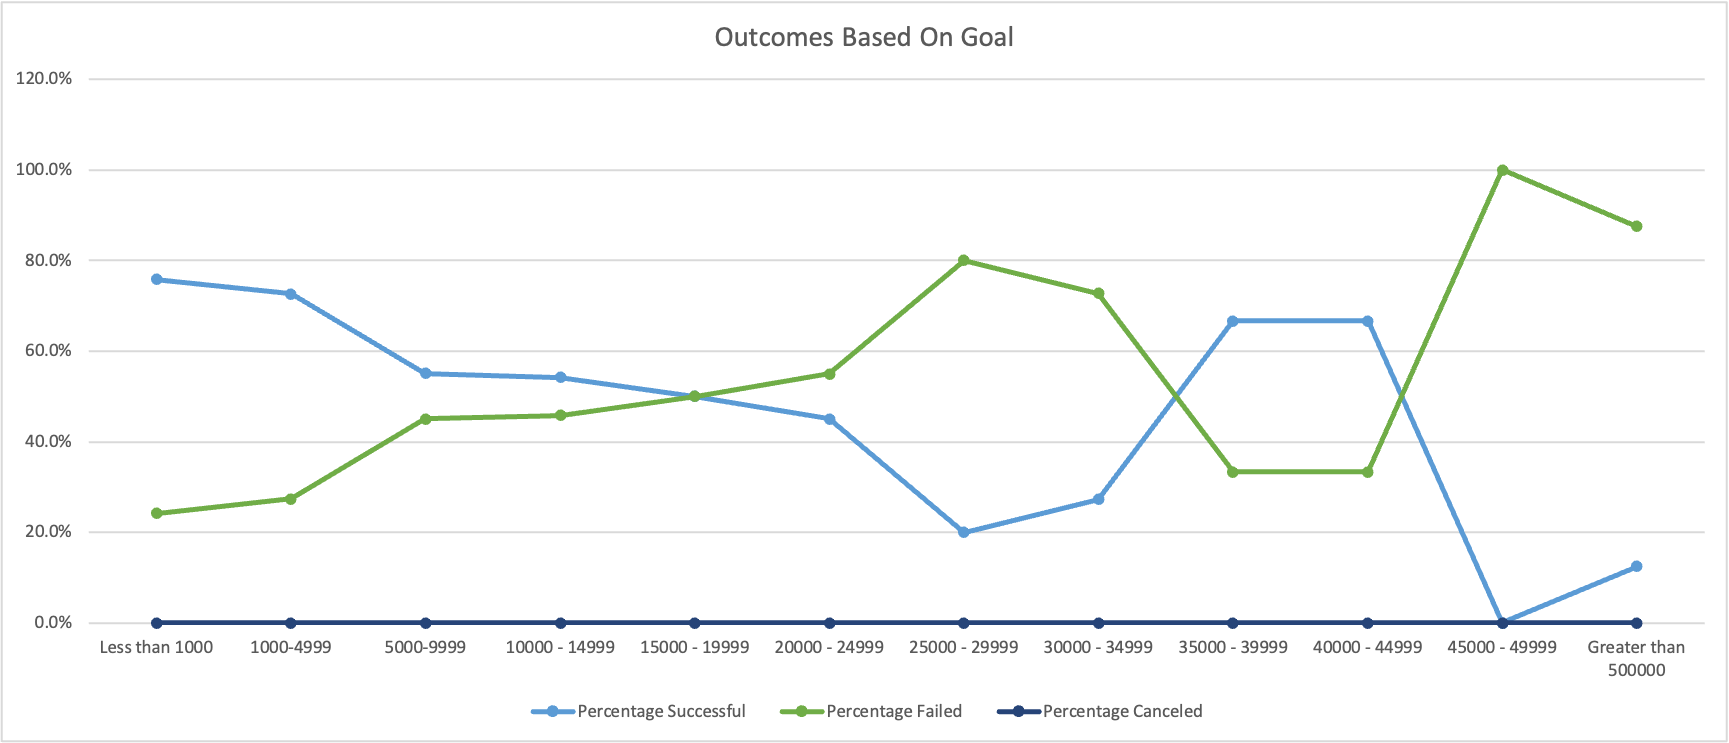 Outcomes Based On Goal
120.0%
100.0%
80.0%
60.0%
40.0%
20.0%
0.0%
Less than 1000 1000-4999 5000-9999 10000 - 14999 15000 - 19999 20000 - 24999 25000 - 29999 30000 - 34999 35000 - 39999 40000 - 44999 45000 - 49999 Greater than
500000
Percentage Successful Percentage Failed Percentage Canceled